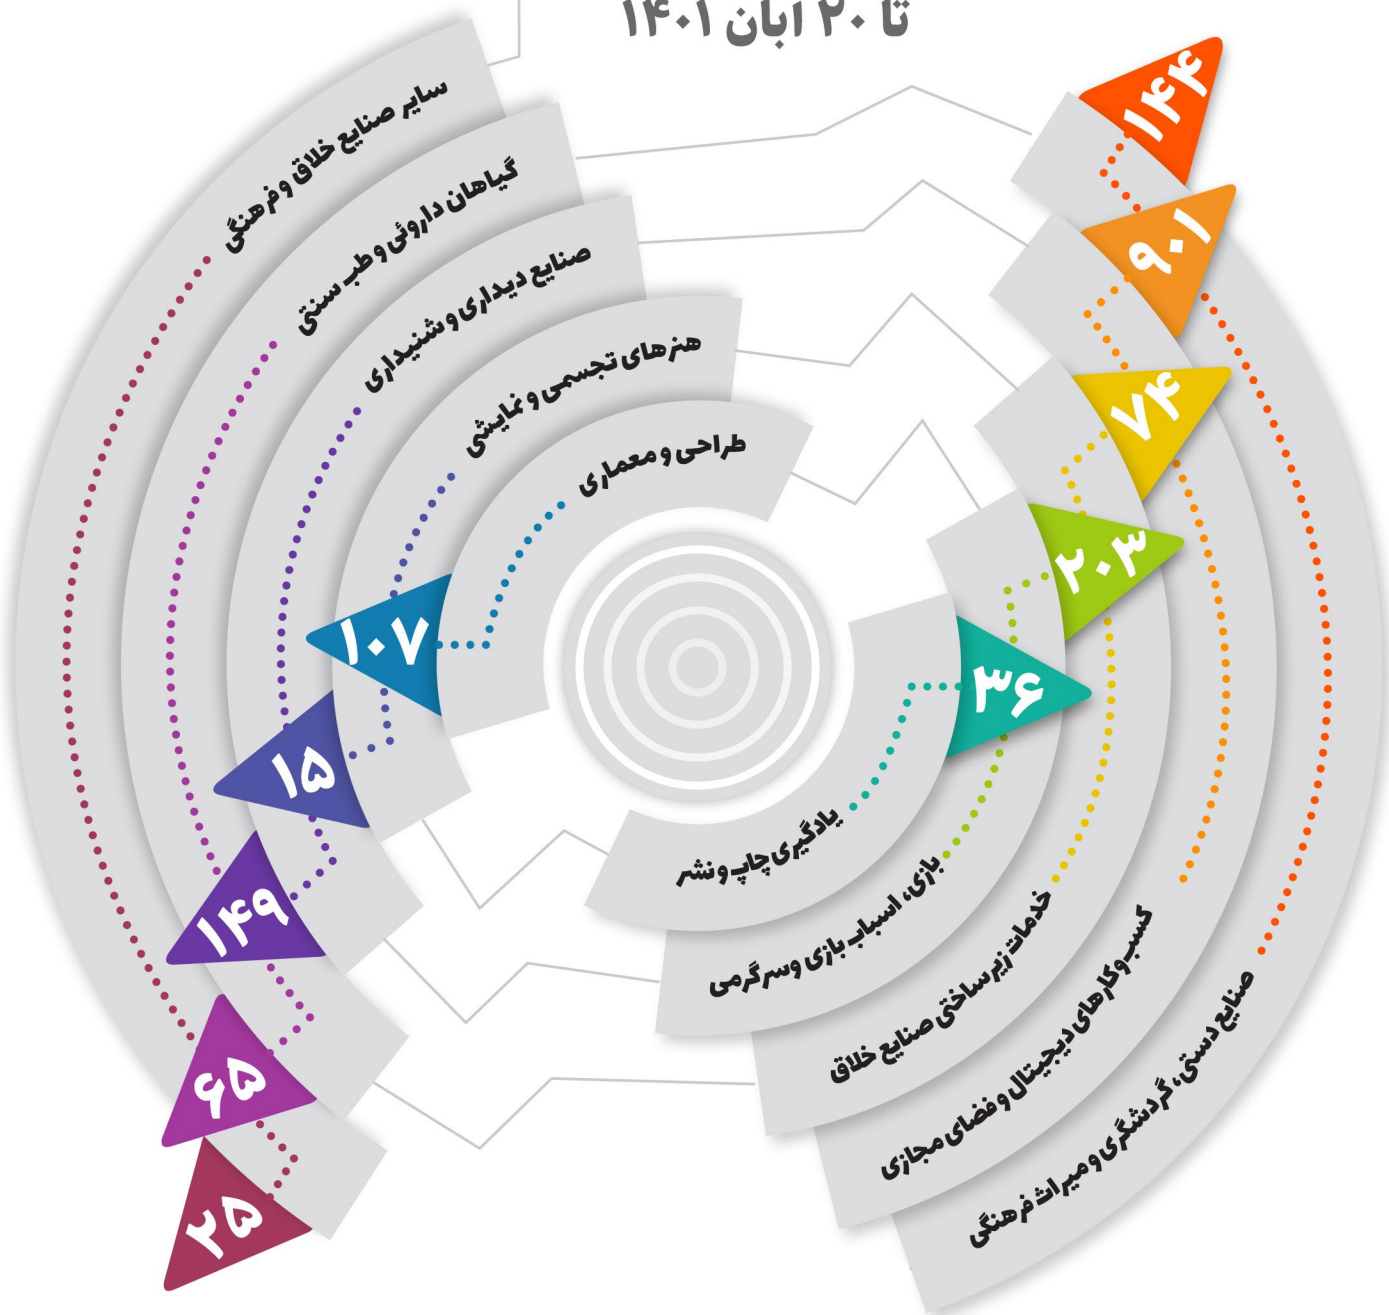 تا ۲۰ آبان ۱۴۰۱
سایر صنایع خلاق و فرهنگی
۲۵
گیاهان داروئی و طب سنتی
۶۵
صنایع دیداری و شنیداری
۱۴۹
هنرهای تجسمی و نمایشی
۱۵
طراحی و معماری
۱۰۷
۱۴۴
صنایع دستی، گردشگری و میراث فرهنگی
۹۰۱
کسب و کارهای دیجیتال و فضای مجازی
۷۴
خدمات زیرساختی صنایع خلاق
۲۰۳
بازی، اسباب بازی و سرگرمی
۳۶
یادگیری چاپ و نشر